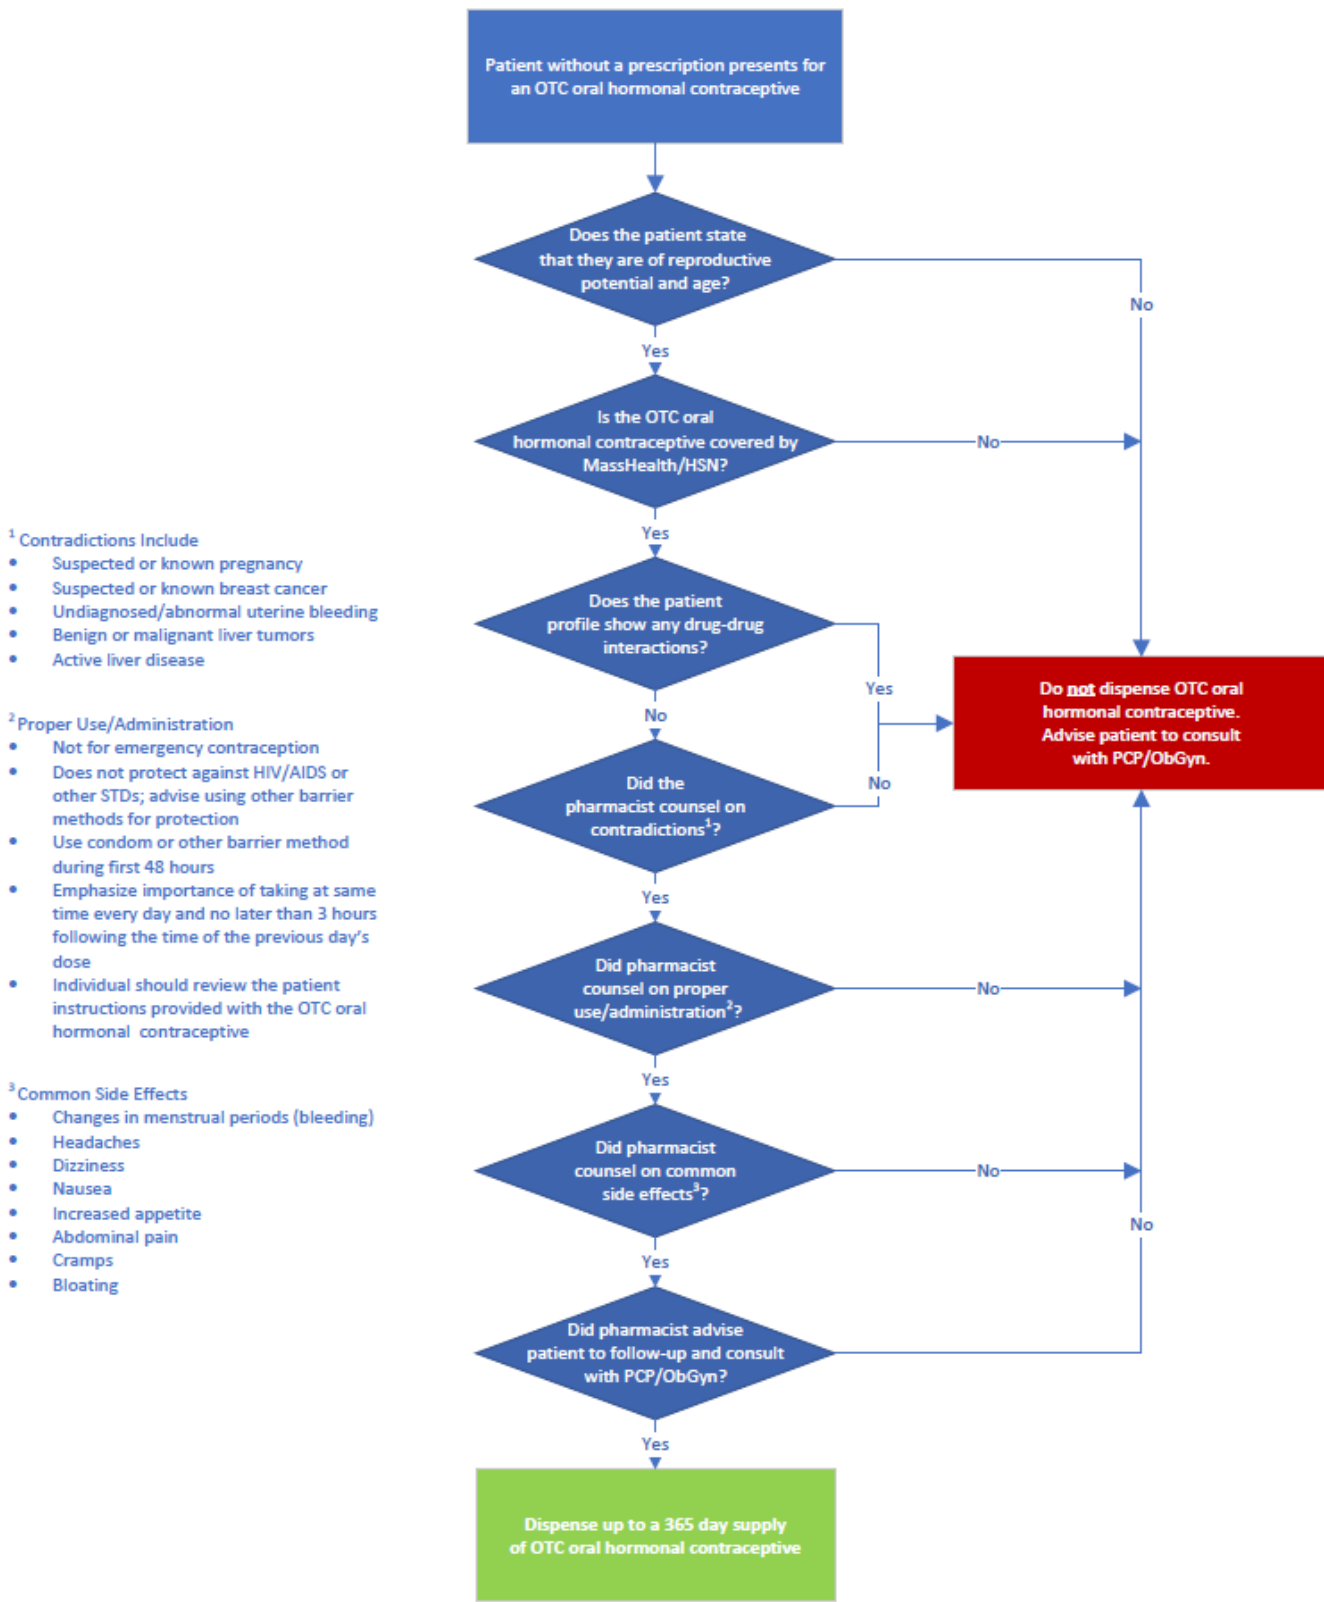 Patient without a prescription presents for
an OTC oral hormonal contraceptive
Does the patient state
that they are of reproductive
potential and age?
No
Yes
Is the OTC oral
hormonal contraceptive covered by
MassHealth/HSN?
No
Yes
Does the patient
profile show any drug-drug
interactions?
Yes
No
Did the
pharmacist counsel on
contradictions¹?
No
Yes
Do not dispense OTC oral
hormonal contraceptive.
Advise patient to consult
with PCP/ObGyn.
Did pharmacist
counsel on proper
use/administration²?
No
Yes
Did pharmacist
counsel on common
side effects³?
No
Yes
Did pharmacist advise
patient to follow-up and consult
with PCP/ObGyn?
No
Yes
Dispense up to a 365 day supply
of OTC oral hormonal contraceptive
¹ Contradictions Include
• Suspected or known pregnancy
• Suspected or known breast cancer
• Undiagnosed/abnormal uterine bleeding
• Benign or malignant liver tumors
• Active liver disease
² Proper Use/Administration
• Not for emergency contraception
• Does not protect against HIV/AIDS or
other STDs; advise using other barrier
methods for protection
• Use condom or other barrier method
during first 48 hours
• Emphasize importance of taking at same
time every day and no later than 3 hours
following the time of the previous day's
dose
• Individual should review the patient
instructions provided with the OTC oral
hormonal contraceptive
³ Common Side Effects
• Changes in menstrual periods (bleeding)
• Headaches
• Dizziness
• Nausea
• Increased appetite
• Abdominal pain
• Cramps
• Bloating